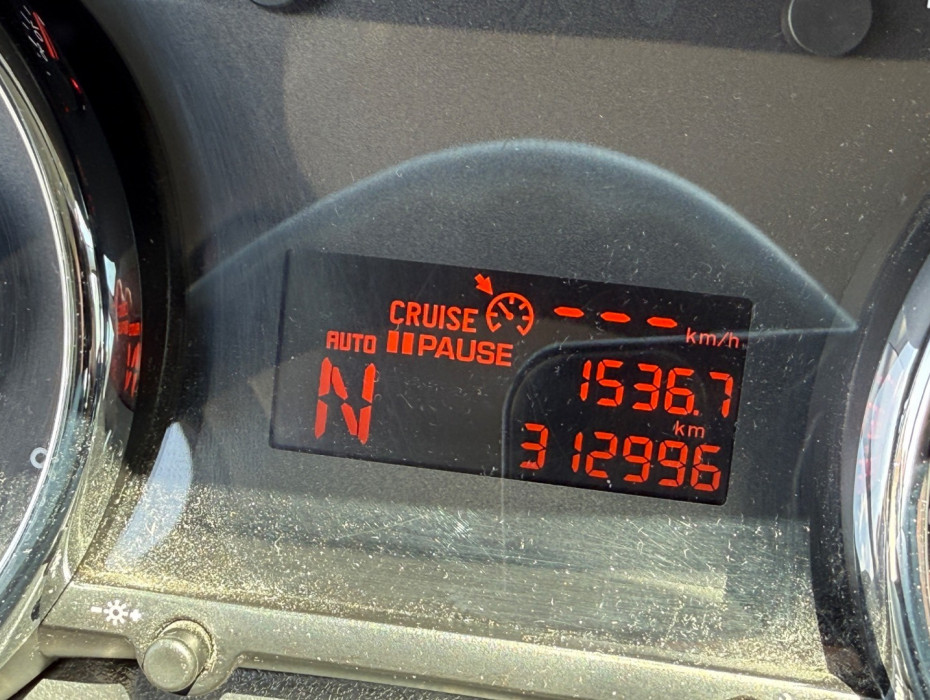 CRUISE --- km/h
AUTO PAUSE
N
1536.7
km
312996